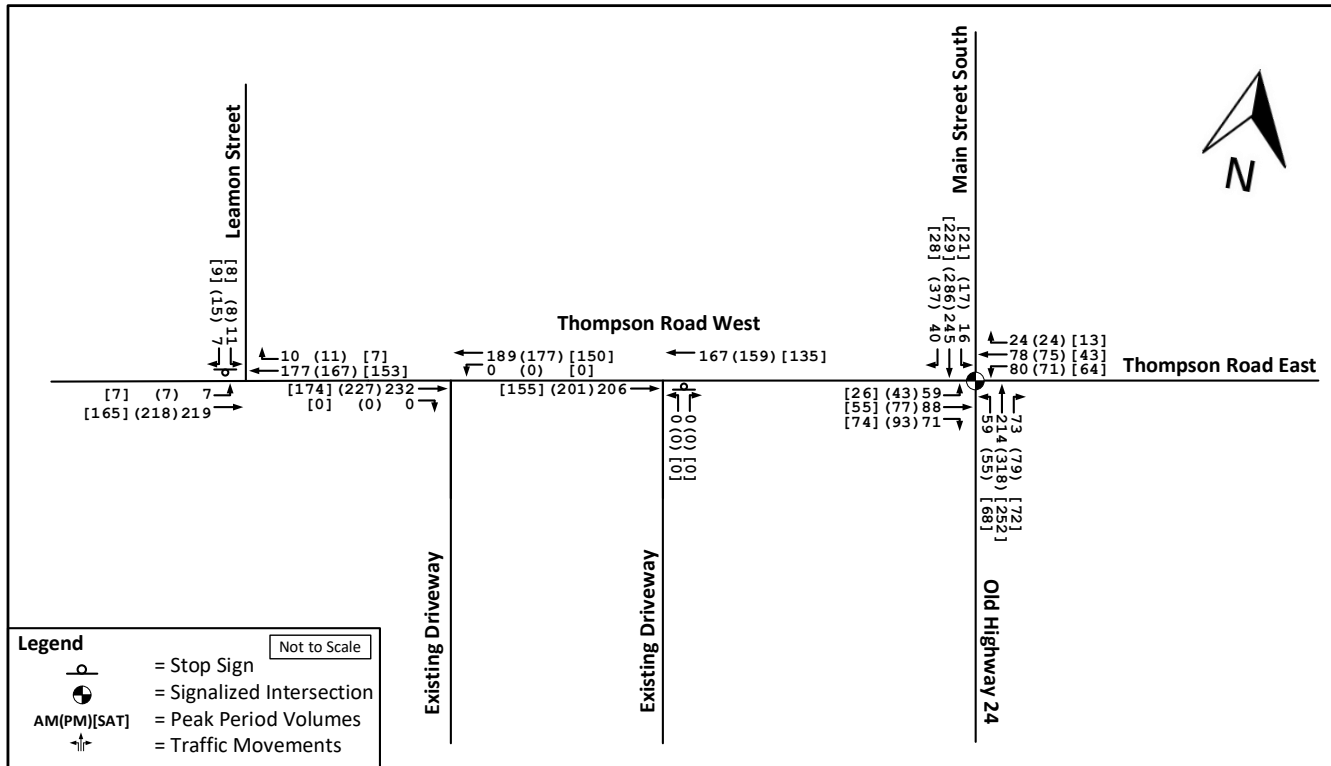 Leamon Street
Main Street South
N
[8] (8) 11
[9] (15) 7
[21] (17) 16
[229] (286) 245
[28] (37) 40
Thompson Road West
10 (11) [7]
177 (167) [153]
189 (177) [150]
0 (0) [0]
167 (159) [135]
24 (24) [13]
78 (75) [43]
80 (71) [64]
Thompson Road East
[7] (7) 7
[165] (218) 219
[174] (227) 232
[0] (0) 0
[155] (201) 206
[26] (43) 59
[55] (77) 88
[74] (93) 71
0 (0) [0]
0 (0) [0]
73 (79) [72]
214 (318) [252]
59 (55) [68]
Existing Driveway
Existing Driveway
Old Highway 24
Legend
Not to Scale
= Stop Sign
= Signalized Intersection
AM(PM)[SAT] = Peak Period Volumes
= Traffic Movements